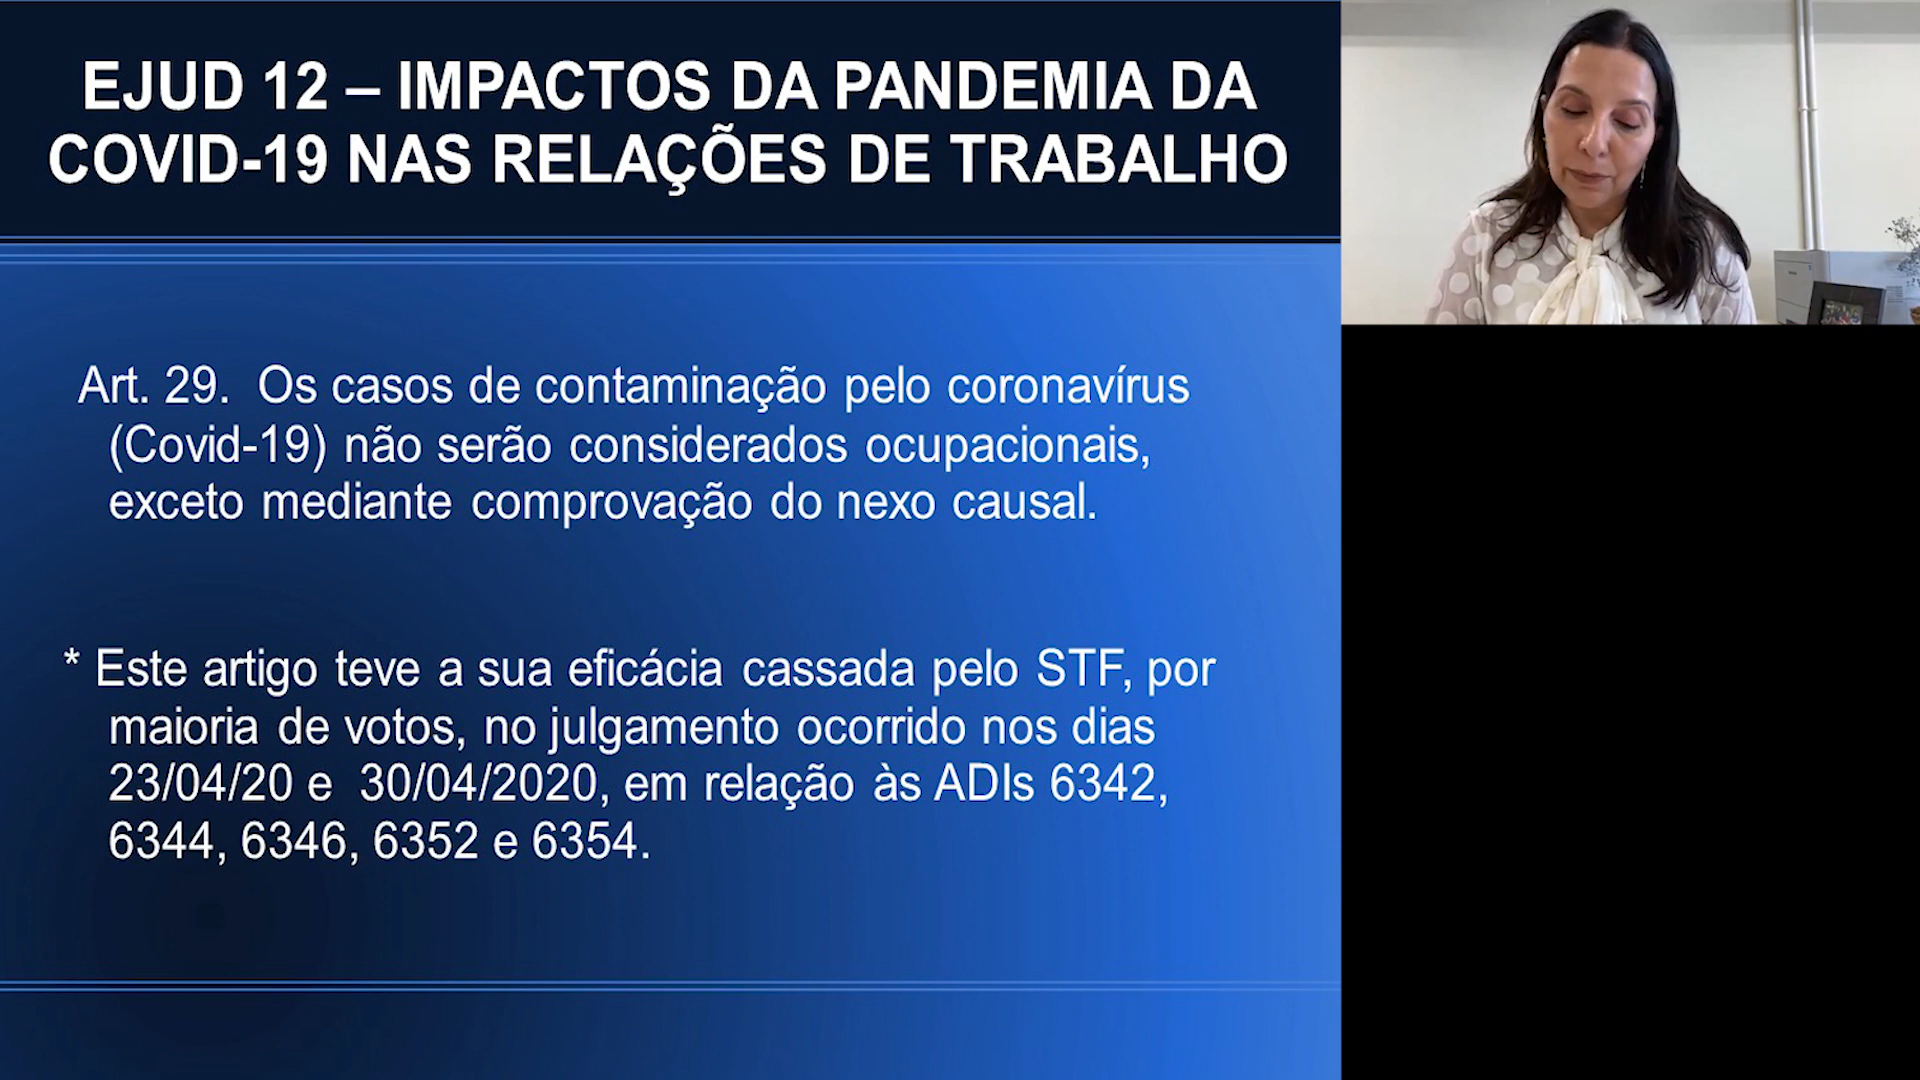 EJUD 12 – IMPACTOS DA PANDEMIA DA
COVID-19 NAS RELAÇÕES DE TRABALHO
Art. 29. Os casos de contaminação pelo coronavírus
(Covid-19) não serão considerados ocupacionais,
exceto mediante comprovação do nexo causal.
* Este artigo teve a sua eficácia cassada pelo STF, por
maioria de votos, no julgamento ocorrido nos dias
23/04/20 e 30/04/2020, em relação às ADIs 6342,
6344, 6346, 6352 e 6354.